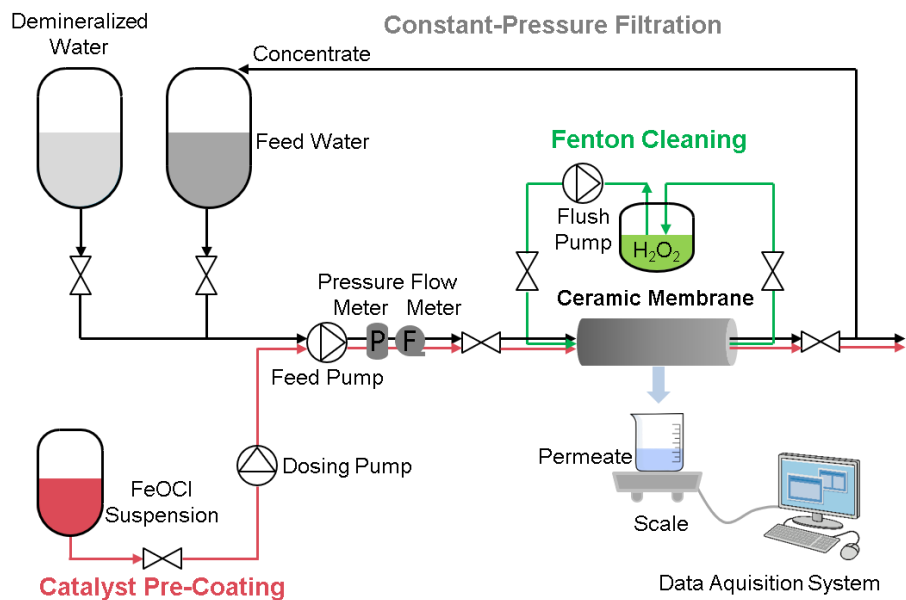 Demineralized
Water
Constant-Pressure Filtration
Concentrate
Feed Water
Fenton Cleaning
Flush
Pump
H₂O₂
Pressure Flow
Meter Meter
Ceramic Membrane
P
F
Feed Pump
Dosing Pump
Permeate
FeOCl
Suspension
Scale
Catalyst Pre-Coating
Data Aquisition System